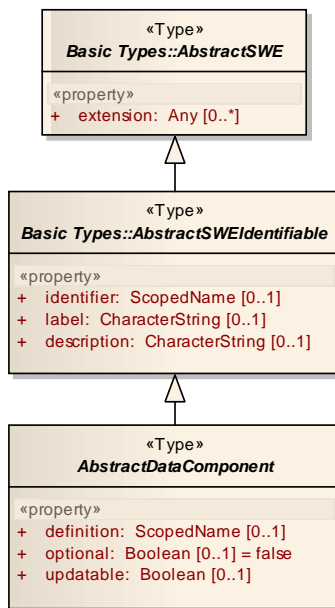 «Type»
Basic Types::AbstractSWE
«property»
+ extension: Any [0..*]
«Type»
Basic Types::AbstractSWEIdentifiable
«property»
+ identifier: ScopedName [0..1]
+ label: CharacterString [0..1]
+ description: CharacterString [0..1]
«Type»
AbstractDataComponent
«property»
+ definition: ScopedName [0..1]
+ optional: Boolean [0..1] = false
+ updatable: Boolean [0..1]